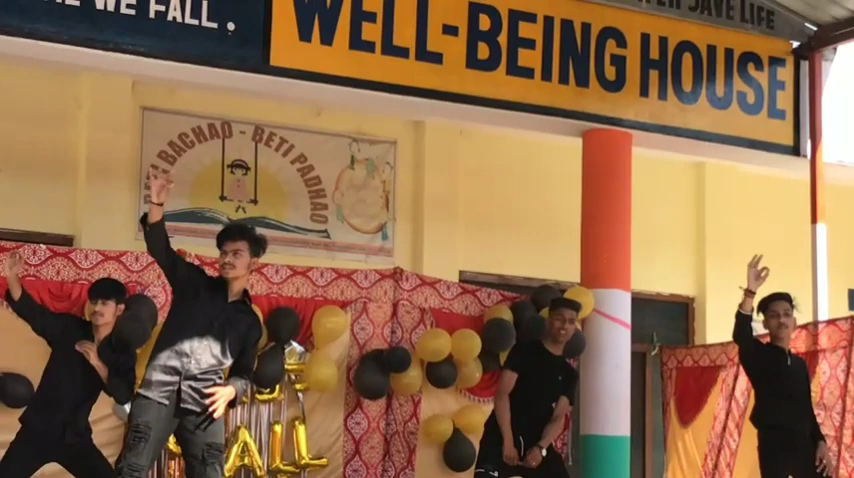 WE FALL.
SAVE LIFE
WELL-BEING HOUSE
BACHAO - BETI PADHAO
ALL